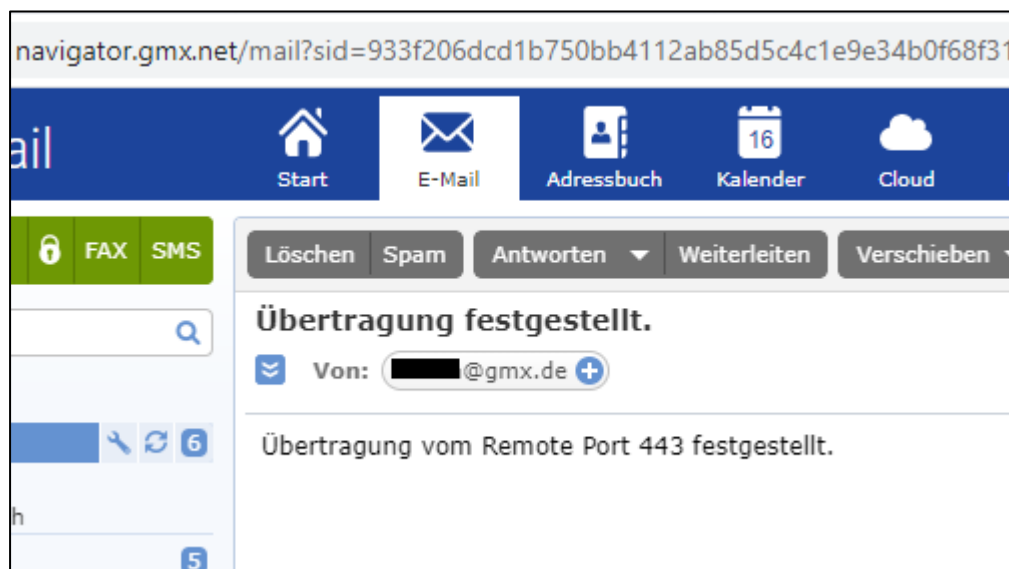 navigator.gmx.net/mail?sid=933f206dcd1b750bb4112ab85d5c4c1e9e34b0f68f31
ail
Start
E-Mail
Adressbuch
16
Kalender
Cloud
FAX SMS
Löschen Spam Antworten Weiterleiten Verschieben
Übertragung festgestellt.
Von: @gmx.de
6
Übertragung vom Remote Port 443 festgestellt.
h
5